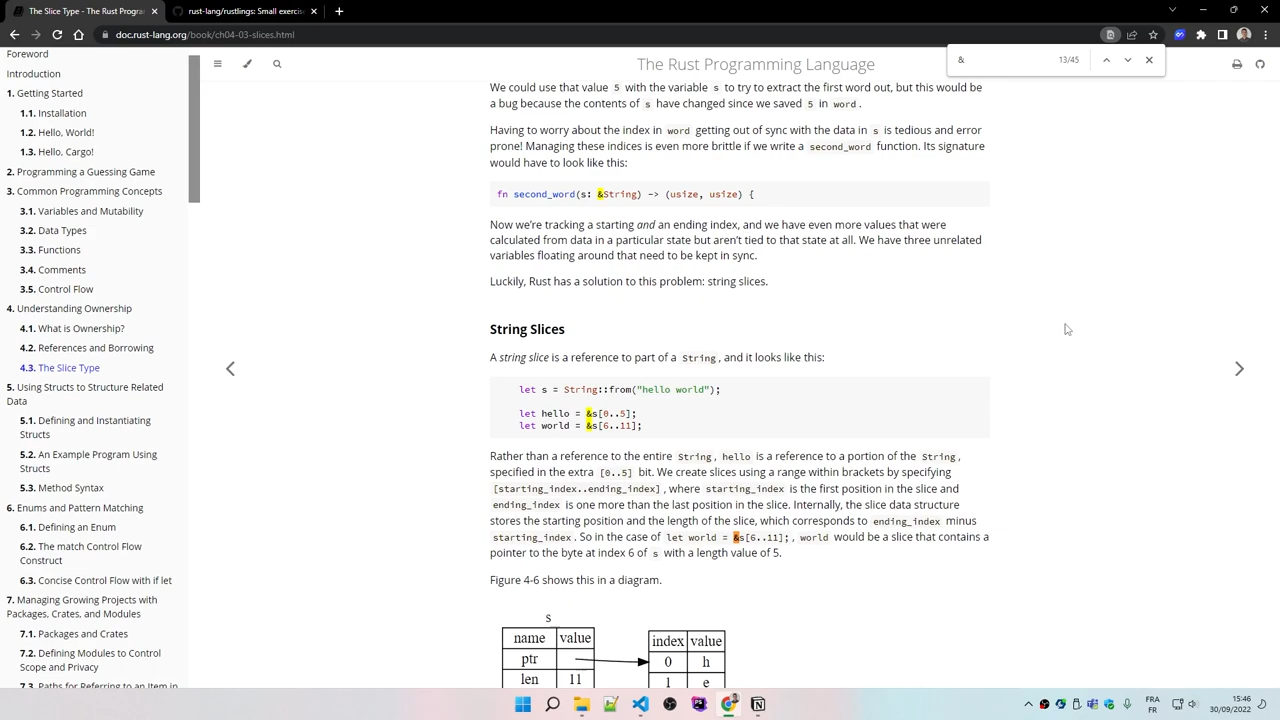 The Slice Type - The Rust Progra
rust-lang/rustlings: Small exercise
doc.rust-lang.org/book/ch04-03-slices.html
&
13/45
The Rust Programming Language
Foreword
Introduction
1. Getting Started
1.1. Installation
1.2. Hello, World!
1.3. Hello, Cargo!
2. Programming a Guessing Game
3. Common Programming Concepts
3.1. Variables and Mutability
3.2. Data Types
3.3. Functions
3.4. Comments
3.5. Control Flow
4. Understanding Ownership
4.1. What is Ownership?
4.2. References and Borrowing
4.3. The Slice Type
5. Using Structs to Structure Related
Data
5.1. Defining and Instantiating
Structs
5.2. An Example Program Using
Structs
5.3. Method Syntax
6. Enums and Pattern Matching
6.1. Defining an Enum
6.2. The match Control Flow
Construct
6.3. Concise Control Flow with if let
7. Managing Growing Projects with
Packages, Crates, and Modules
7.1. Packages and Crates
7.2. Defining Modules to Control
Scope and Privacy
7.3. Paths for Referring to an Item in
We could use that value 5 with the variable s to try to extract the first word out, but this would be
a bug because the contents of s have changed since we saved 5 in word.
Having to worry about the index in word getting out of sync with the data in s is tedious and error
prone! Managing these indices is even more brittle if we write a second_word function. Its signature
would have to look like this:
fn second_word(s: &String) -> (usize, usize) {
Now we're tracking a starting and an ending index, and we have even more values that were
calculated from data in a particular state but aren't tied to that state at all. We have three unrelated
variables floating around that need to be kept in sync.
Luckily, Rust has a solution to this problem: string slices.
String Slices
A string slice is a reference to part of a String, and it looks like this:
let s = String::from("hello world");
let hello = &s[0..5];
let world = &s[6..11];
Rather than a reference to the entire String, hello is a reference to a portion of the String,
specified in the extra [0..5] bit. We create slices using a range within brackets by specifying
[starting_index..ending_index], where starting_index is the first position in the slice and
ending_index is one more than the last position in the slice. Internally, the slice data structure
stores the starting position and the length of the slice, which corresponds to ending_index minus
starting_index. So in the case of let world = &s[6..11];, world would be a slice that contains a
pointer to the byte at index 6 of s with a length value of 5.
Figure 4-6 shows this in a diagram.
s
name value
ptr
len 11
index value
0 h
1 e
FRA
FR
15:46
30/09/2022